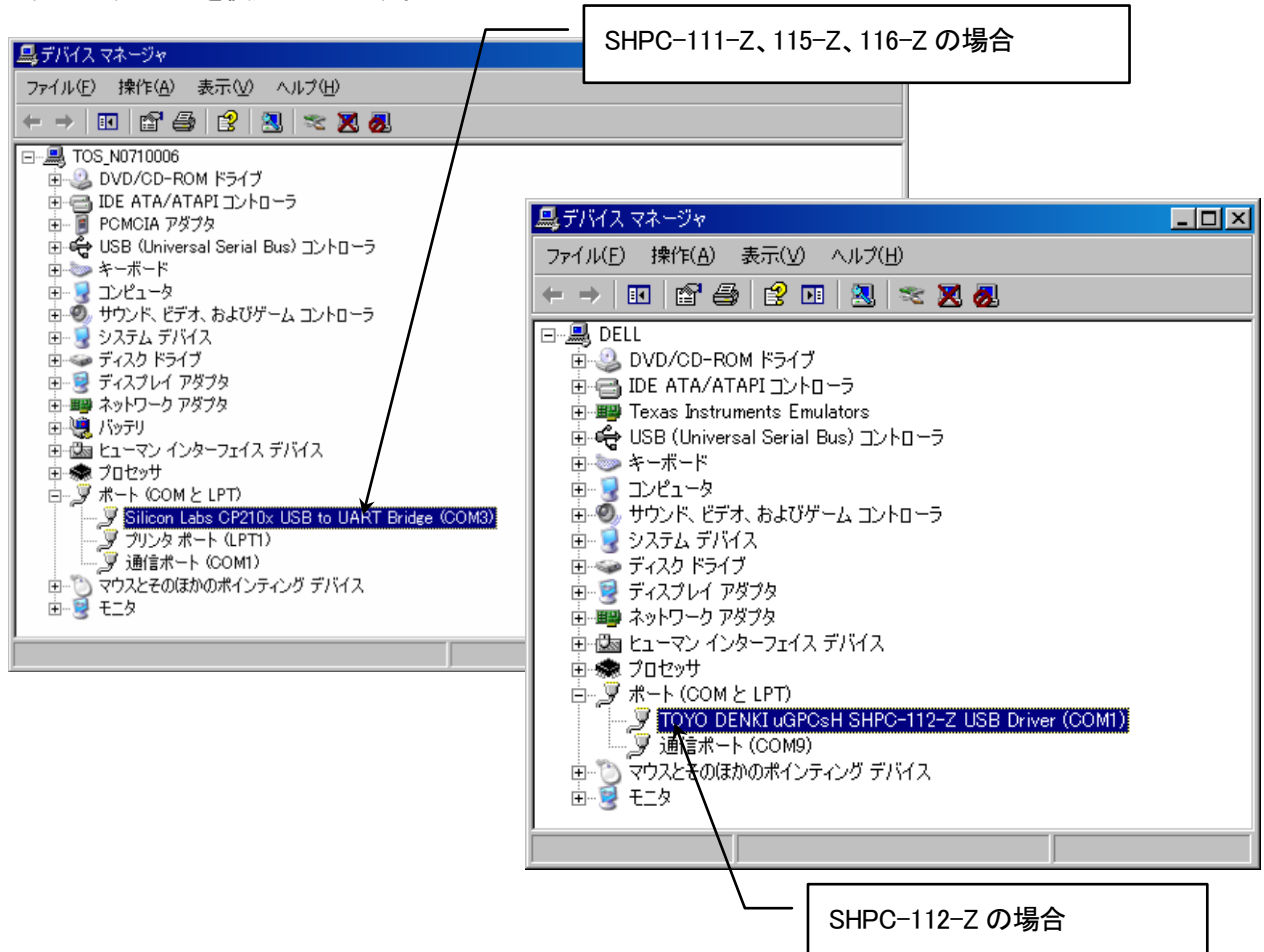 SHPC-111-Z、115-Z、116-Z の場合
デバイス マネージャ
ファイル(F) 操作(A) 表示(V) ヘルプ(H)
TOS_N0710006
DVD/CD-ROM ドライブ
IDE ATA/ATAPI コントローラ
PCMCIA アダプタ
USB (Universal Serial Bus) コントローラ
キーボード
コンピュータ
サウンド、ビデオ、およびゲーム コントローラ
システム デバイス
ディスク ドライブ
ディスプレイ アダプタ
ネットワーク アダプタ
バッテリ
ヒューマン インターフェイス デバイス
プロセッサ
ポート (COM と LPT)
Silicon Labs CP210x USB to UART Bridge (COM3)
プリンタ ポート (LPT1)
通信ポート (COM1)
マウスとそのほかのポインティング デバイス
モニタ
デバイス マネージャ
ファイル(F) 操作(A) 表示(V) ヘルプ(H)
DELL
DVD/CD-ROM ドライブ
IDE ATA/ATAPI コントローラ
Texas Instruments Emulators
USB (Universal Serial Bus) コントローラ
キーボード
コンピュータ
サウンド、ビデオ、およびゲーム コントローラ
システム デバイス
ディスク ドライブ
ディスプレイ アダプタ
ネットワーク アダプタ
ヒューマン インターフェイス デバイス
プロセッサ
ポート (COM と LPT)
TOYO DENKI uGPCsH SHPC-112-Z USB Driver (COM1)
通信ポート (COM9)
マウスとそのほかのポインティング デバイス
モニタ
SHPC-112-Z の場合